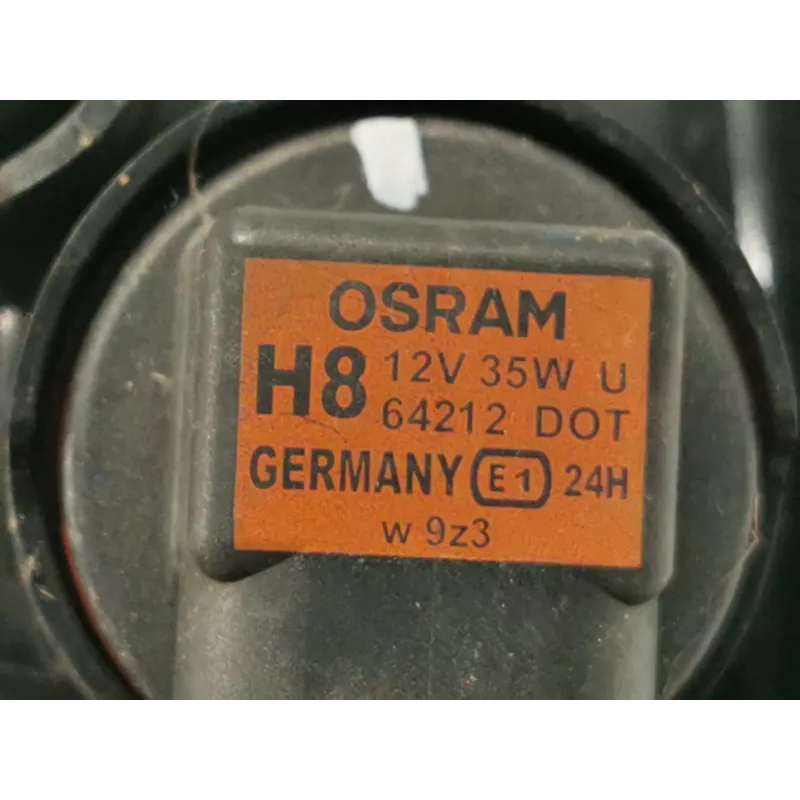 OSRAM
H8 12V 35W U
64212 DOT
GERMANY E1 24H
w 9z3